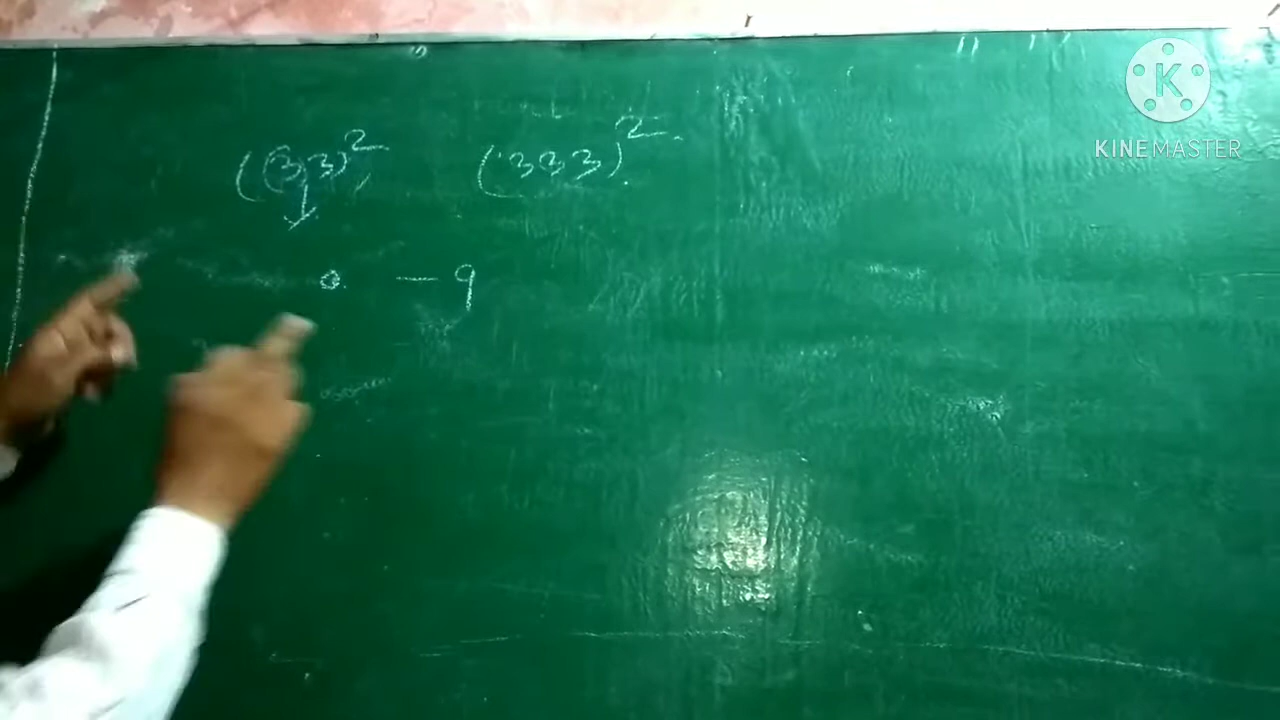 (33)² (333)²
0 – 9
K
KINEMASTER